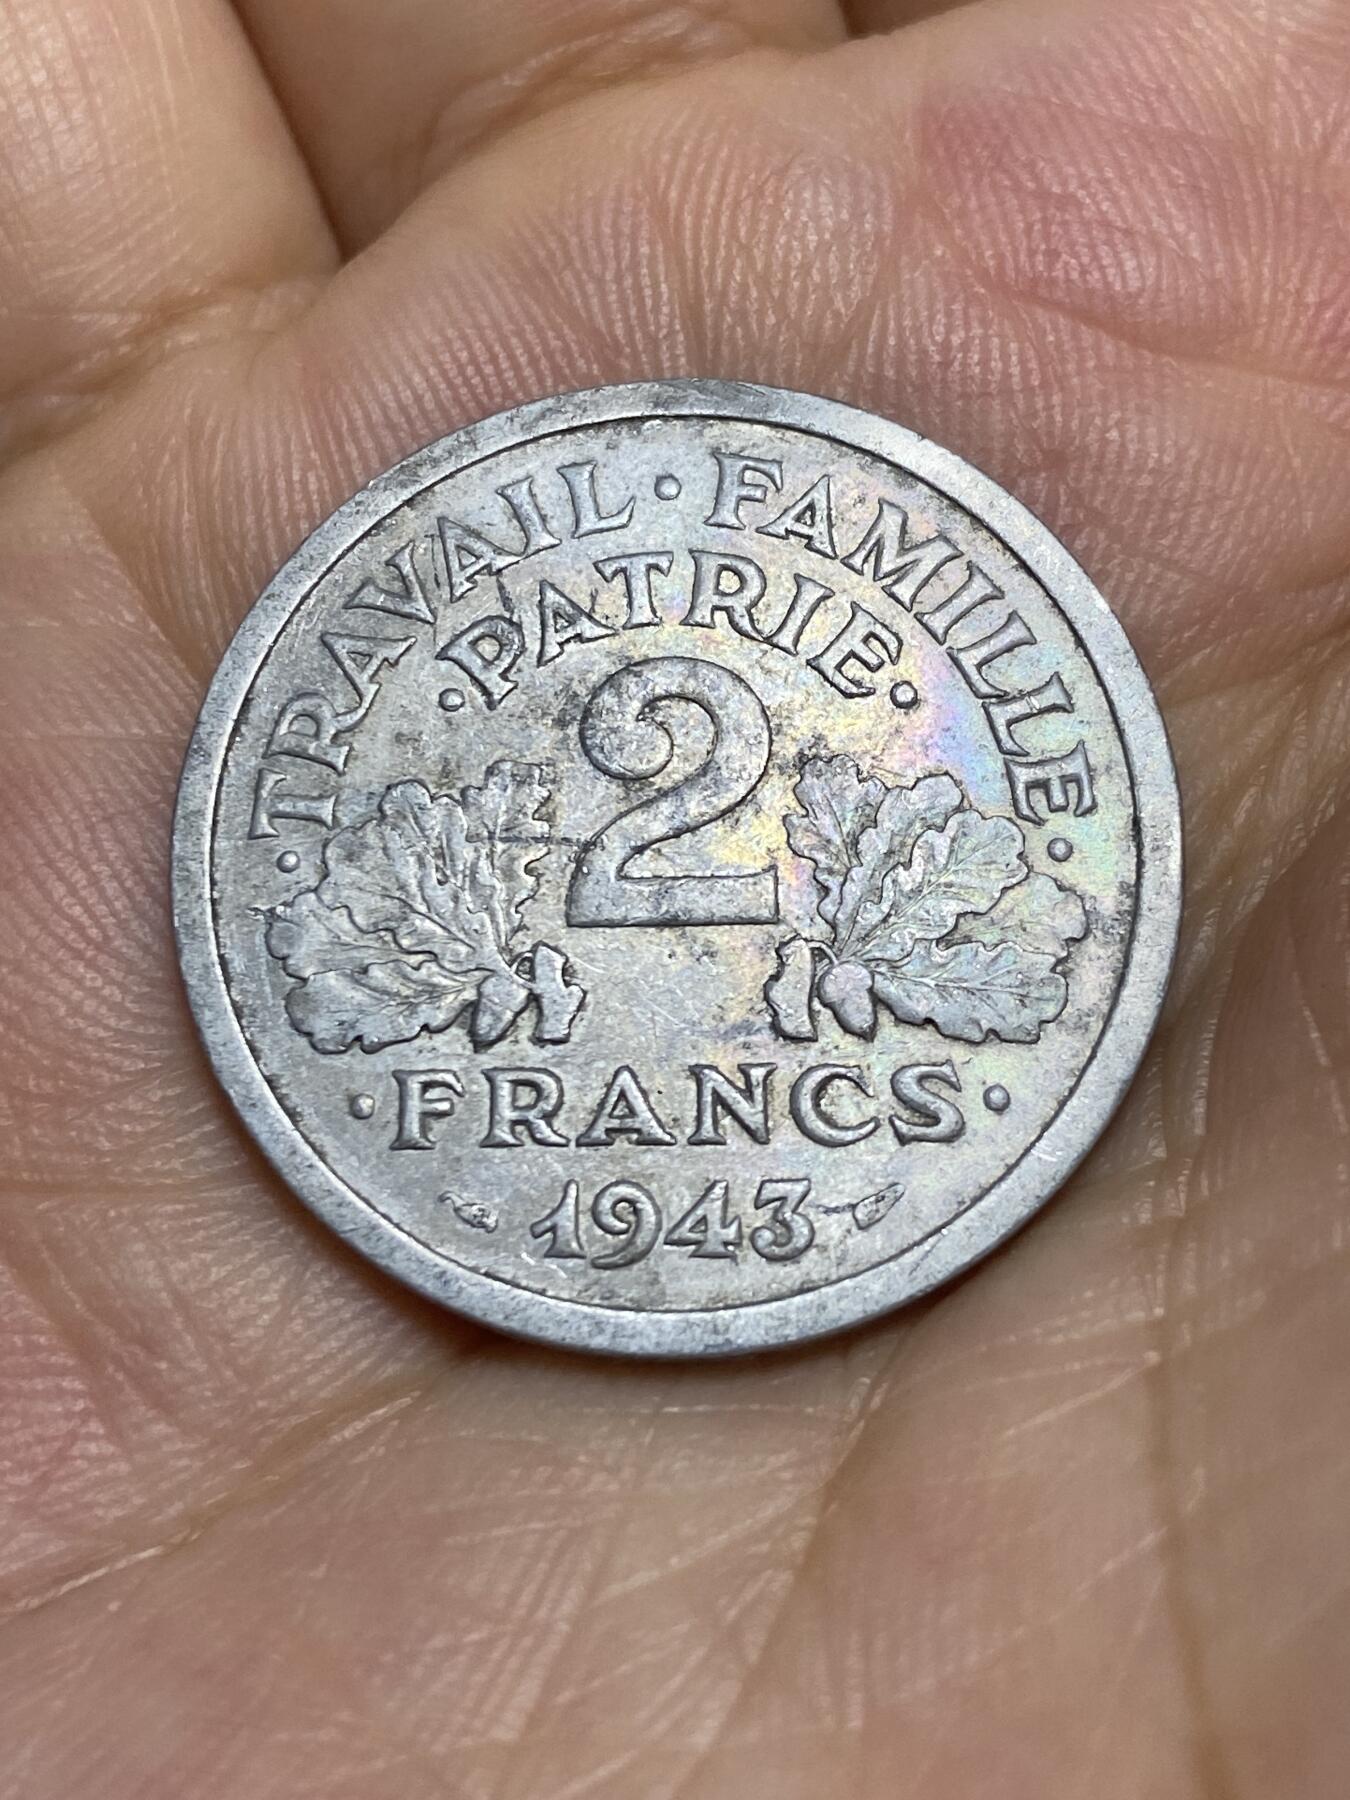 ·TRAVAIL·FAMILLE·
·PATRIE·
2
·FRANCS·
1943